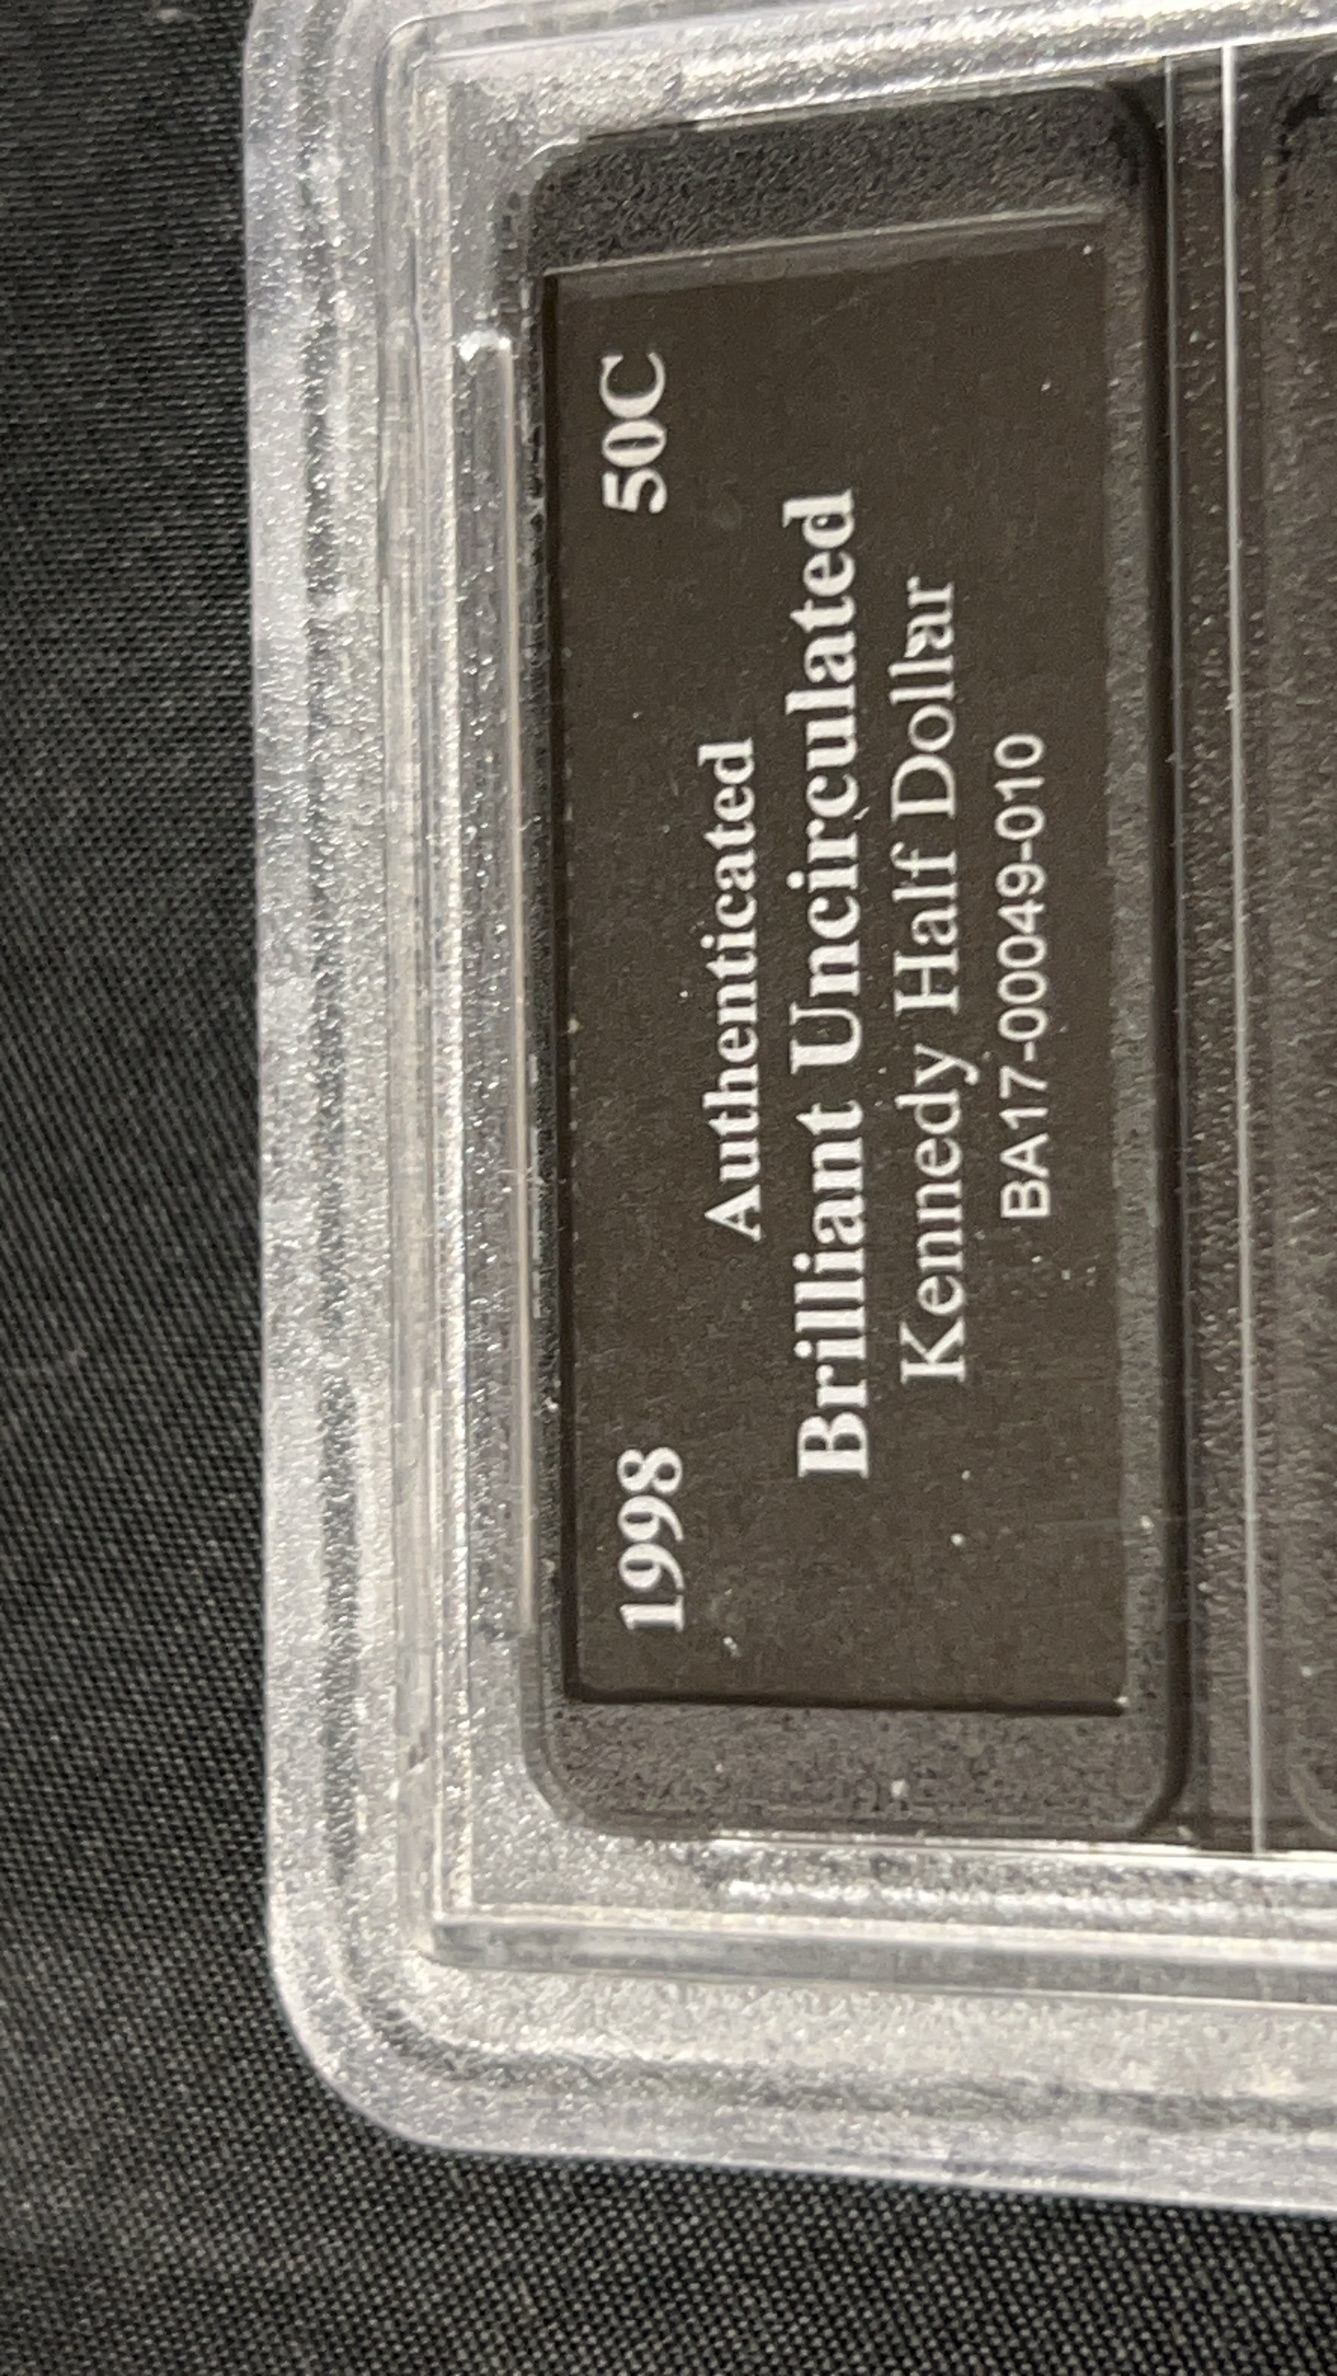 1998 50C
Authenticated
Brilliant Uncirculated
Kennedy Half Dollar
BA17-00049-010